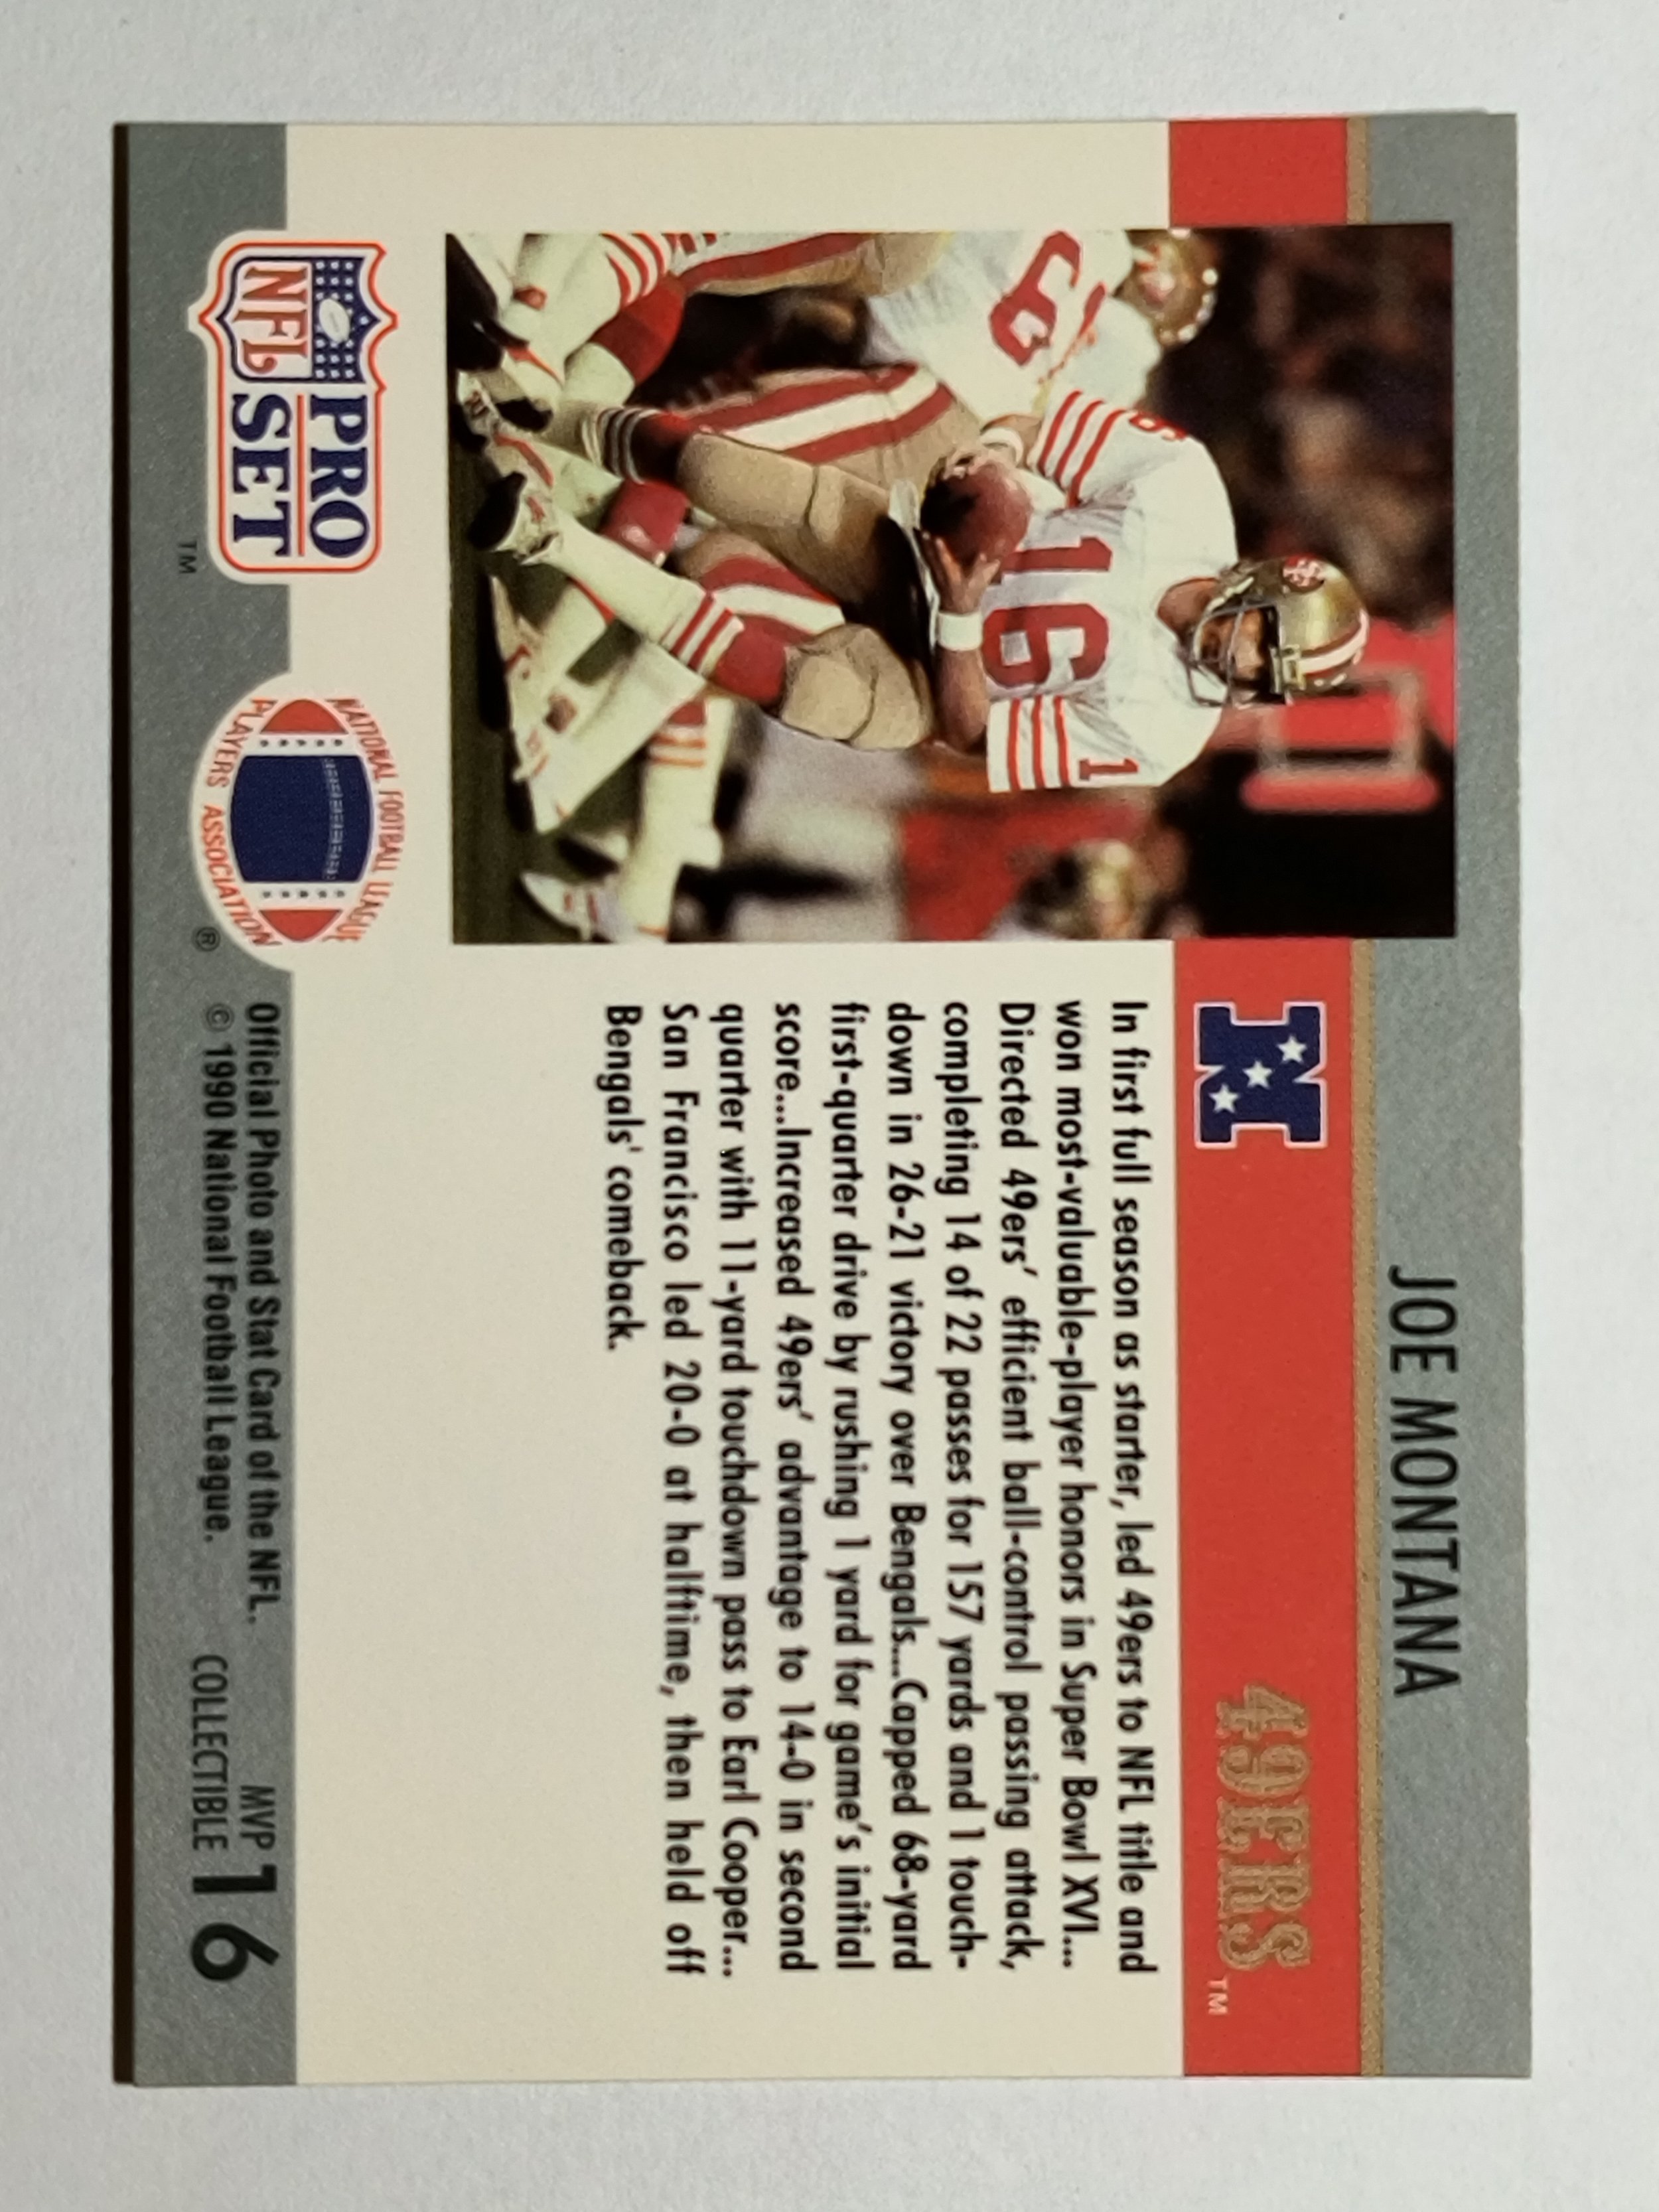 JOE MONTANA
N
49ERS™
16
16
1
6
In first full season as starter, led 49ers to NFL title and
won most-valuable-player honors in Super Bowl XVI...
Directed 49ers' efficient ball-control passing attack,
completing 14 of 22 passes for 157 yards and 1 touch-
down in 26-21 victory over Bengals...Capped 68-yard
first-quarter drive by rushing 1 yard for game's initial
score...Increased 49ers' advantage to 14-0 in second
quarter with 11-yard touchdown pass to Earl Cooper...
San Francisco led 20-0 at halftime, then held off
Bengals' comeback.
NFL
PRO
SET
™
NATIONAL FOOTBALL LEAGUE
PLAYERS ASSOCIATION
®
Official Photo and Stat Card of the NFL.
© 1990 National Football League.
MVP
COLLECTIBLE
16